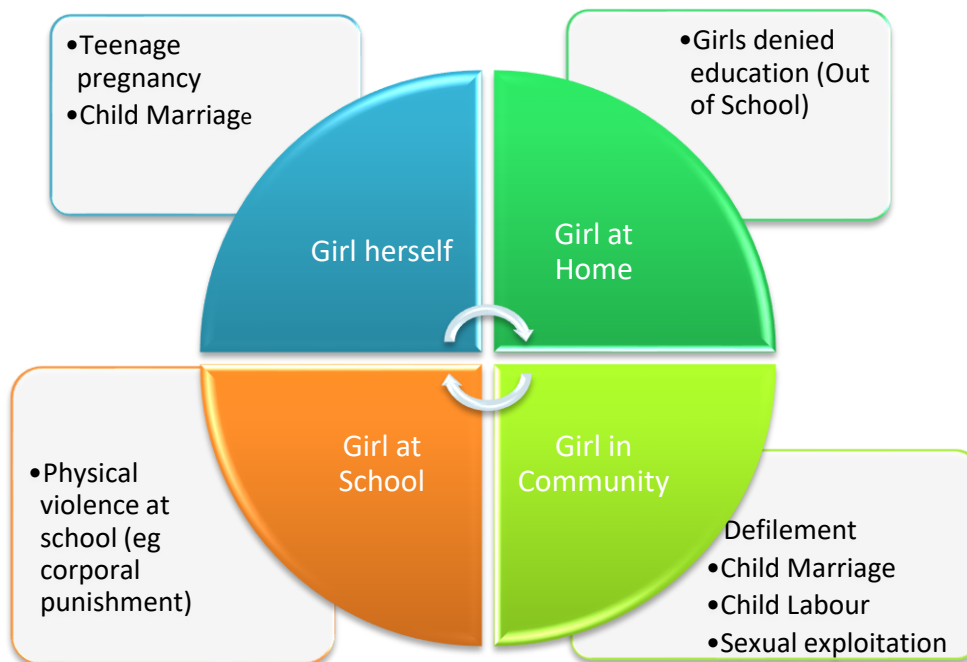 •Teenage
pregnancy
•Child Marriage
•Girls denied
education (Out
of School)
Girl herself
Girl at
Home
Girl at
School
Girl in
Community
•Physical
violence at
school (eg
corporal
punishment)
Defilement
•Child Marriage
•Child Labour
•Sexual exploitation